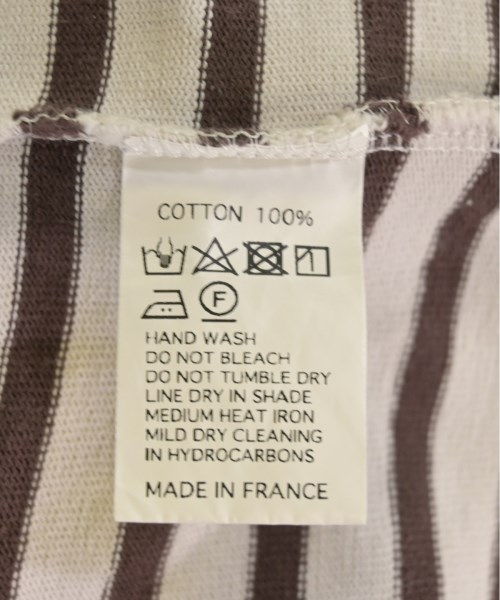 COTTON 100%
F
HAND WASH
DO NOT BLEACH
DO NOT TUMBLE DRY
LINE DRY IN SHADE
MEDIUM HEAT IRON
MILD DRY CLEANING
IN HYDROCARBONS
MADE IN FRANCE